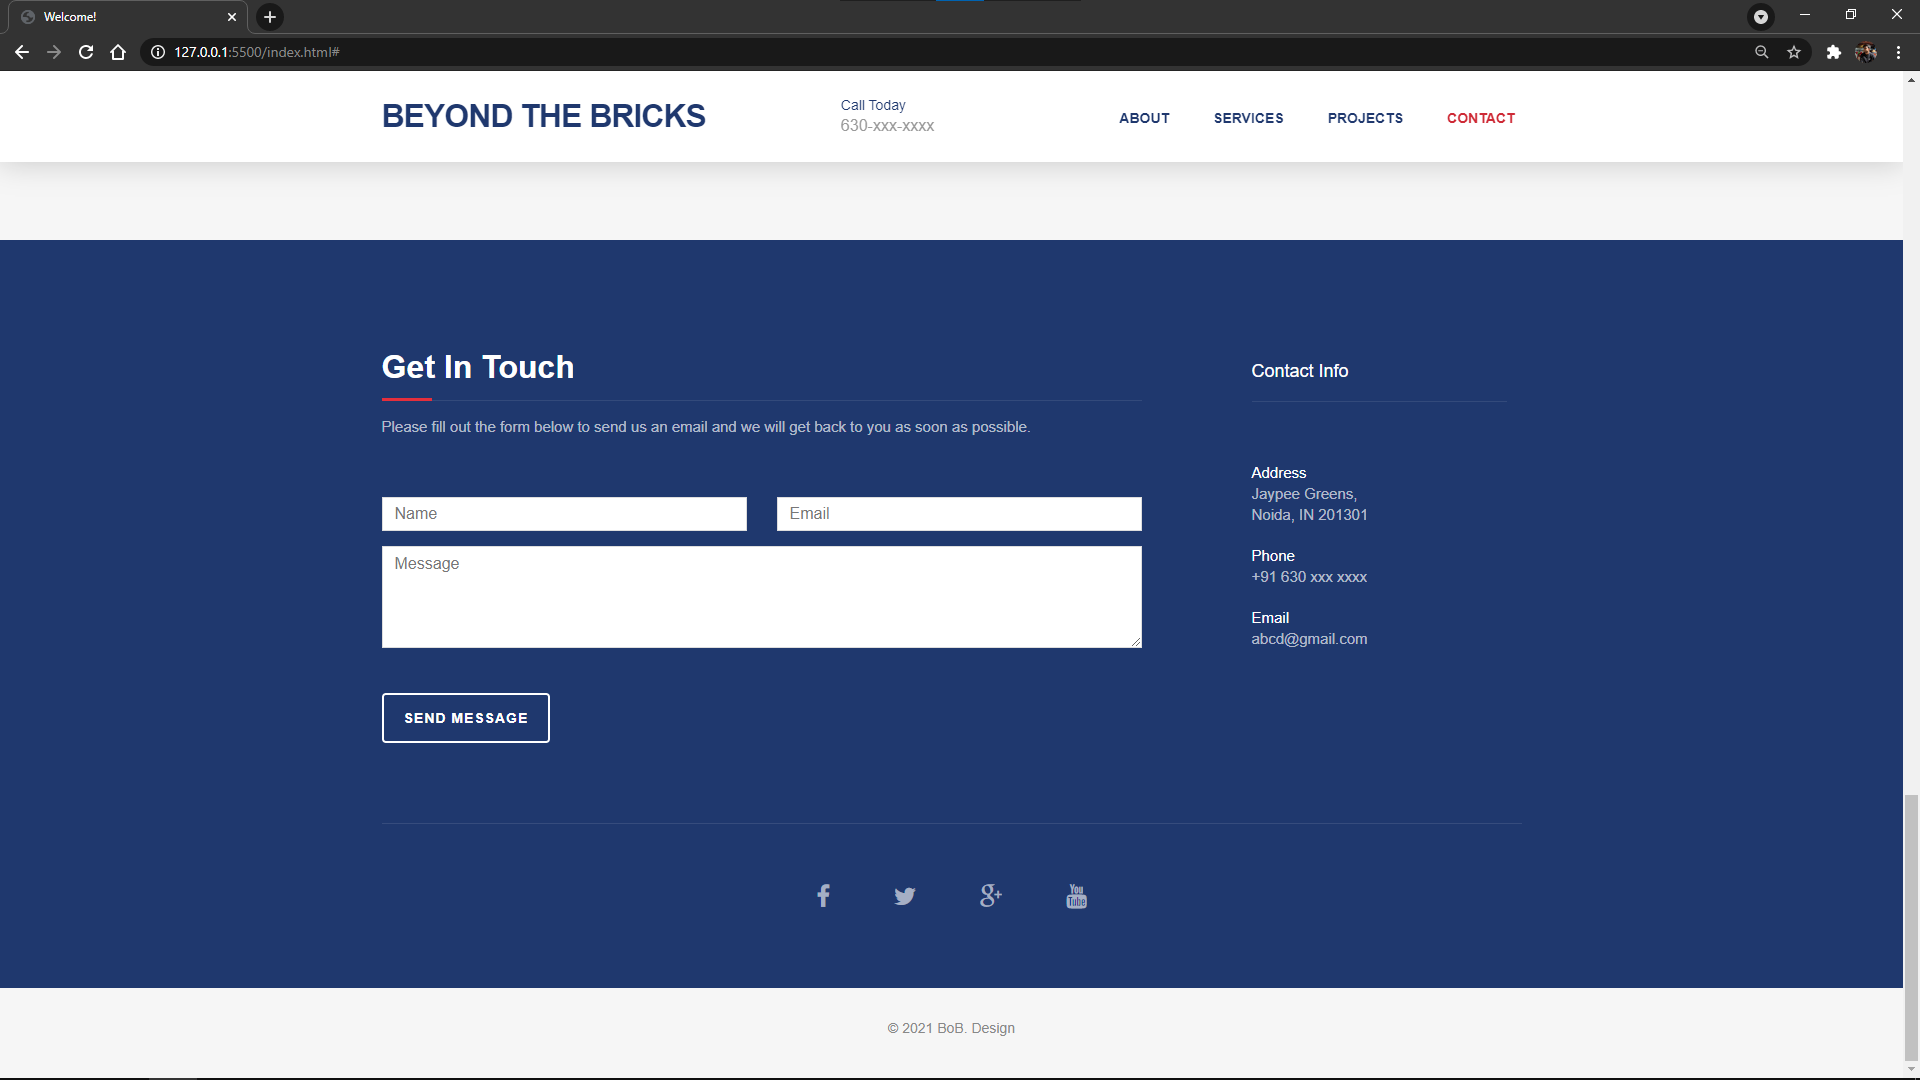 Welcome!
127.0.0.1:5500/index.html#
BEYOND THE BRICKS
Call Today
630-xxx-xxxx
ABOUT SERVICES PROJECTS CONTACT
Get In Touch
Please fill out the form below to send us an email and we will get back to you as soon as possible.
Name Email
Message
SEND MESSAGE
Contact Info
Address
Jaypee Greens,
Noida, IN 201301
Phone
+91 630 xxx xxxx
Email
abcd@gmail.com
You
Tube
© 2021 BoB. Design